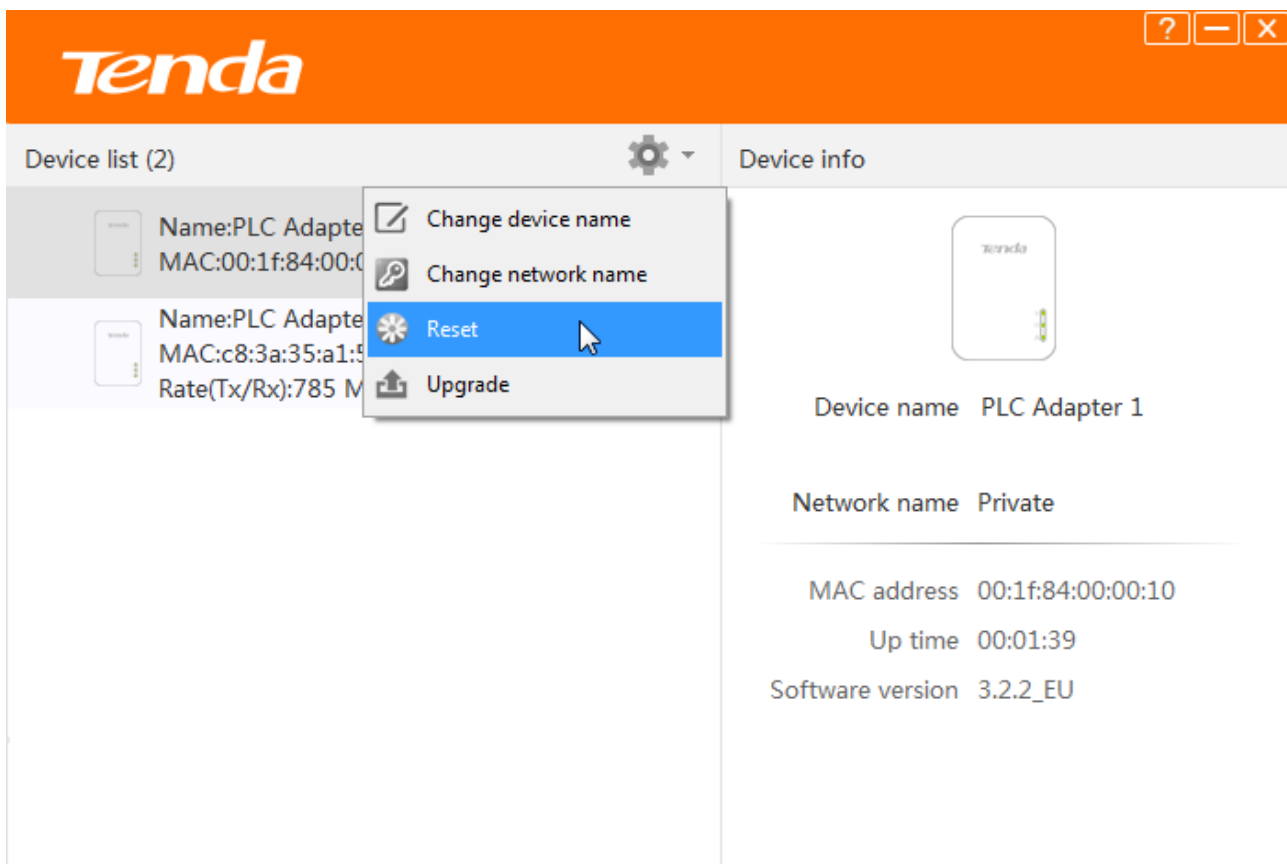 Tenda
Device list (2)
Device info
Name:PLC Adapte
MAC:00:1f:84:00:0
Name:PLC Adapte
MAC:c8:3a:35:a1:5
Rate(Tx/Rx):785 M
Change device name
Change network name
Reset
Upgrade
Tenda
Device name PLC Adapter 1
Network name Private
MAC address 00:1f:84:00:00:10
Up time 00:01:39
Software version 3.2.2_EU